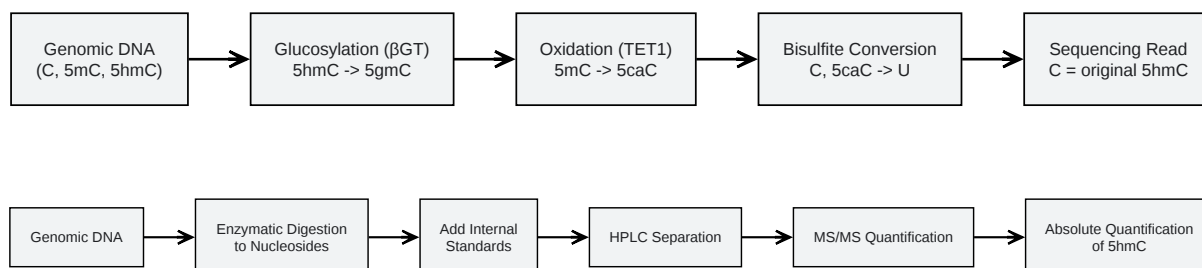 Genomic DNA
(C, 5mC, 5hmC)
Glucosylation (βGT)
5hmC -> 5gmC
Oxidation (TET1)
5mC -> 5caC
Bisulfite Conversion
C, 5caC -> U
Sequencing Read
C = original 5hmC
Genomic DNA
Enzymatic Digestion
to Nucleosides
Add Internal
Standards
HPLC Separation
MS/MS Quantification
Absolute Quantification
of 5hmC